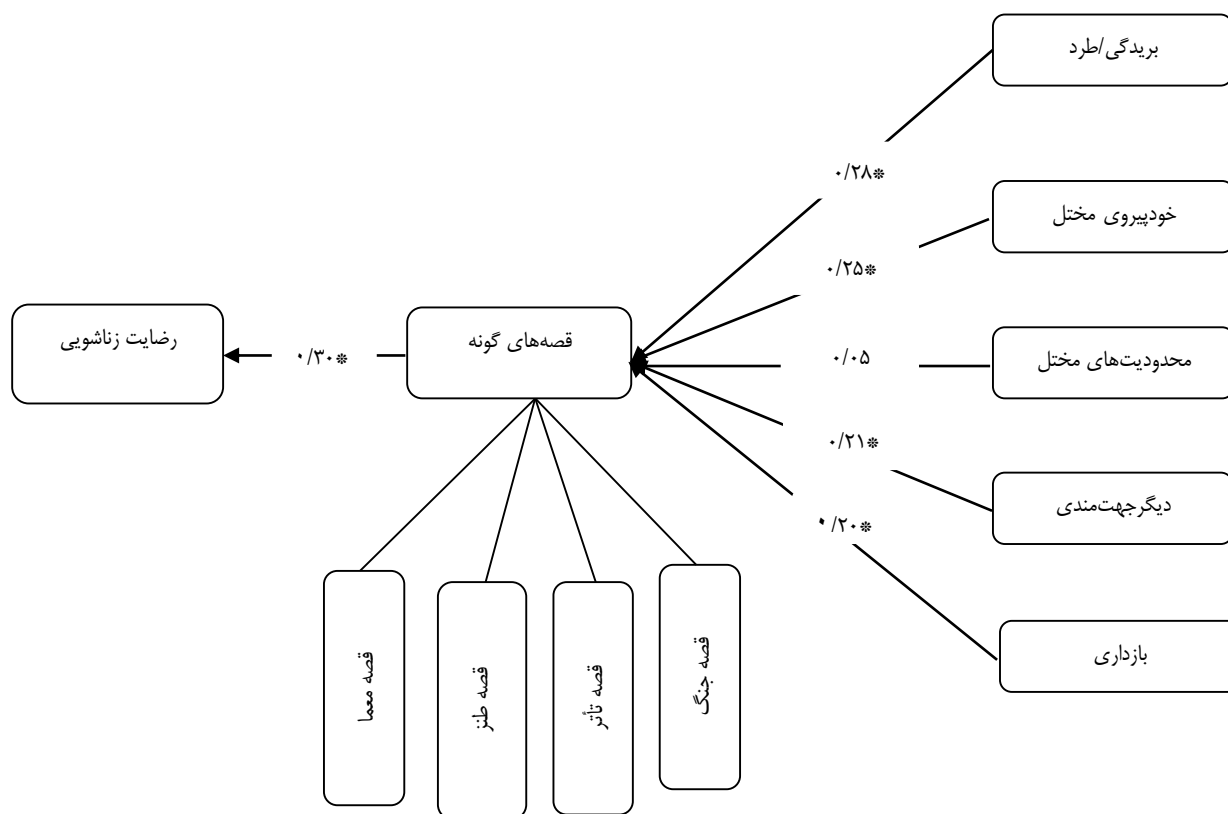 بریدگی/طرد
۰/۲۸*
خودپیروی مختل
۰/۲۵*
رضایت زناشویی
۰/۳۰*
قصه‌های گونه
۰/۰۵
محدودیت‌های مختل
۰/۲۱*
دیگرجهت‌مندی
۰/۲۰*
بازداری
قصه جنگ
قصه تأتر
قصه طنز
قصه معما